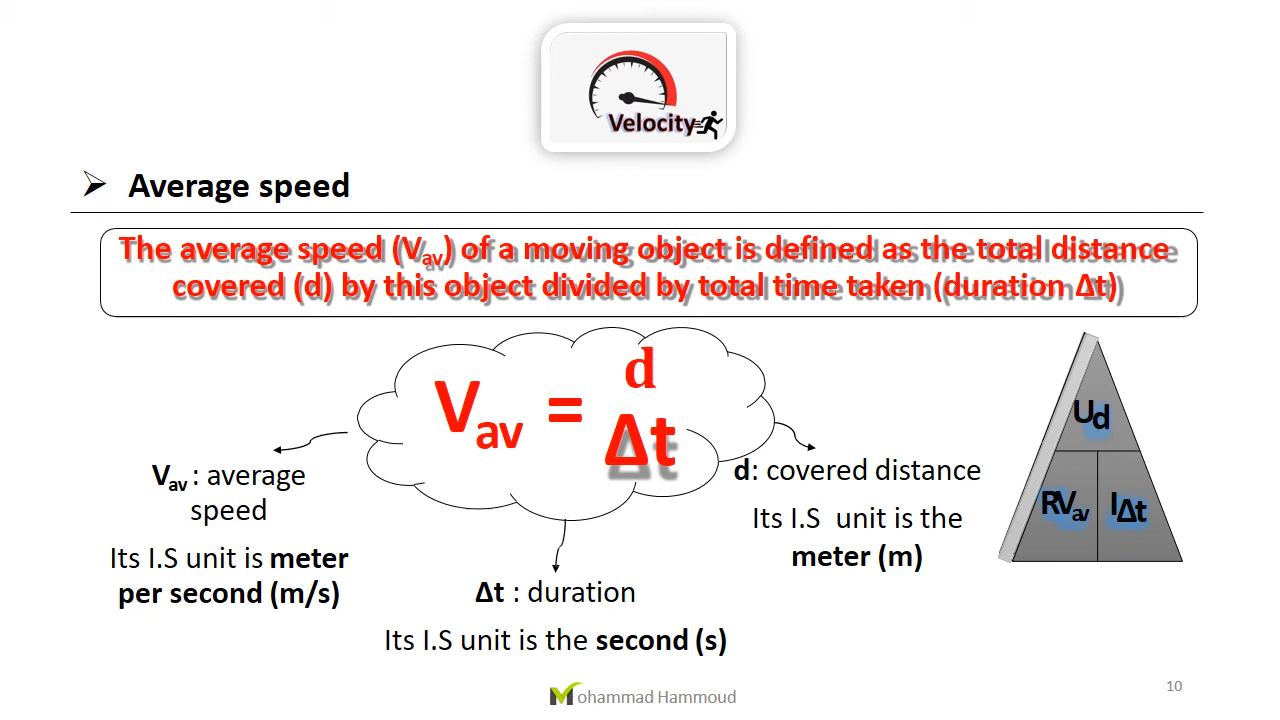 Velocity
➢ Average speed
The average speed (Vav) of a moving object is defined as the total distance
covered (d) by this object divided by total time taken (duration Δt)
Vav = d
Δt
Vav : average
speed
Its I.S unit is meter
per second (m/s)
Δt : duration
Its I.S unit is the second (s)
d: covered distance
Its I.S unit is the
meter (m)
Ud
RVav IΔt
Mohammad Hammoud
10